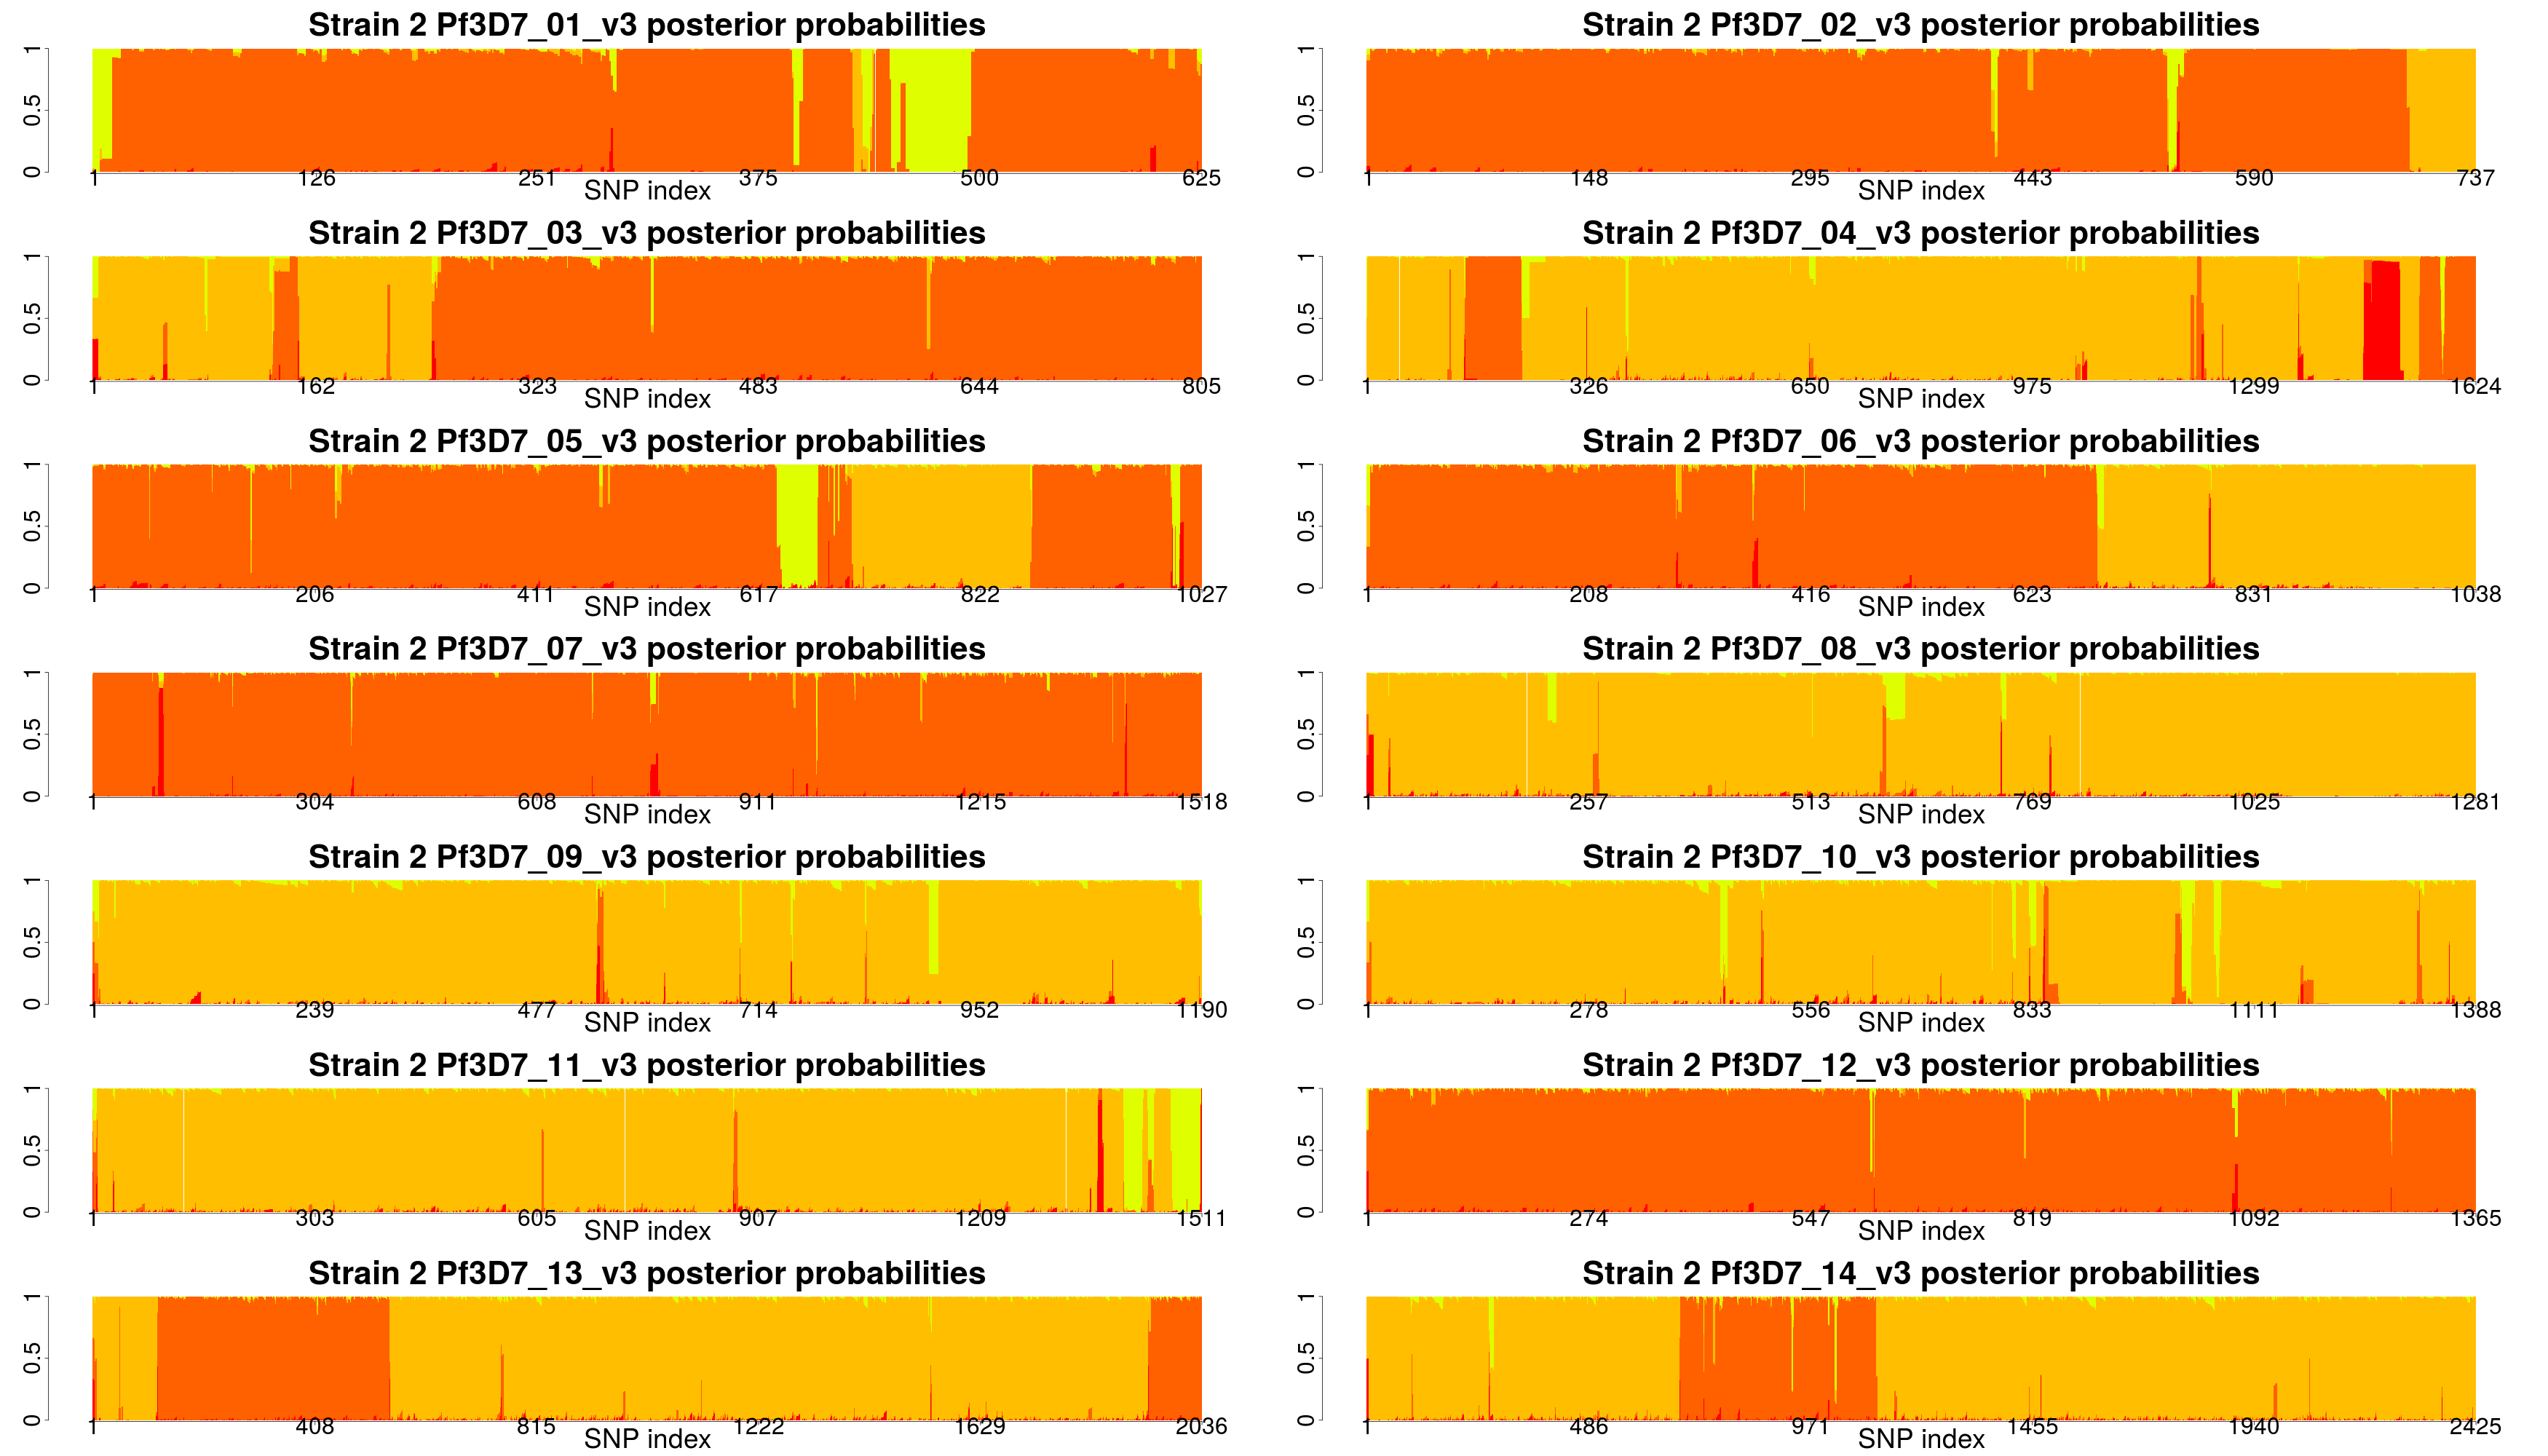 Strain 2 Pf3D7_01_v3 posterior probabilities
0 0.5 1
1 126 251 375 500 625
SNP index
Strain 2 Pf3D7_02_v3 posterior probabilities
0 0.5 1
1 148 295 443 590 737
SNP index
Strain 2 Pf3D7_03_v3 posterior probabilities
0 0.5 1
1 162 323 483 644 805
SNP index
Strain 2 Pf3D7_04_v3 posterior probabilities
0 0.5 1
1 326 650 975 1299 1624
SNP index
Strain 2 Pf3D7_05_v3 posterior probabilities
0 0.5 1
1 206 411 617 822 1027
SNP index
Strain 2 Pf3D7_06_v3 posterior probabilities
0 0.5 1
1 208 416 623 831 1038
SNP index
Strain 2 Pf3D7_07_v3 posterior probabilities
0 0.5 1
1 304 608 911 1215 1518
SNP index
Strain 2 Pf3D7_08_v3 posterior probabilities
0 0.5 1
1 257 513 769 1025 1281
SNP index
Strain 2 Pf3D7_09_v3 posterior probabilities
0 0.5 1
1 239 477 714 952 1190
SNP index
Strain 2 Pf3D7_10_v3 posterior probabilities
0 0.5 1
1 278 556 833 1111 1388
SNP index
Strain 2 Pf3D7_11_v3 posterior probabilities
0 0.5 1
1 303 605 907 1209 1511
SNP index
Strain 2 Pf3D7_12_v3 posterior probabilities
0 0.5 1
1 274 547 819 1092 1365
SNP index
Strain 2 Pf3D7_13_v3 posterior probabilities
0 0.5 1
1 408 815 1222 1629 2036
SNP index
Strain 2 Pf3D7_14_v3 posterior probabilities
0 0.5 1
1 486 971 1455 1940 2425
SNP index